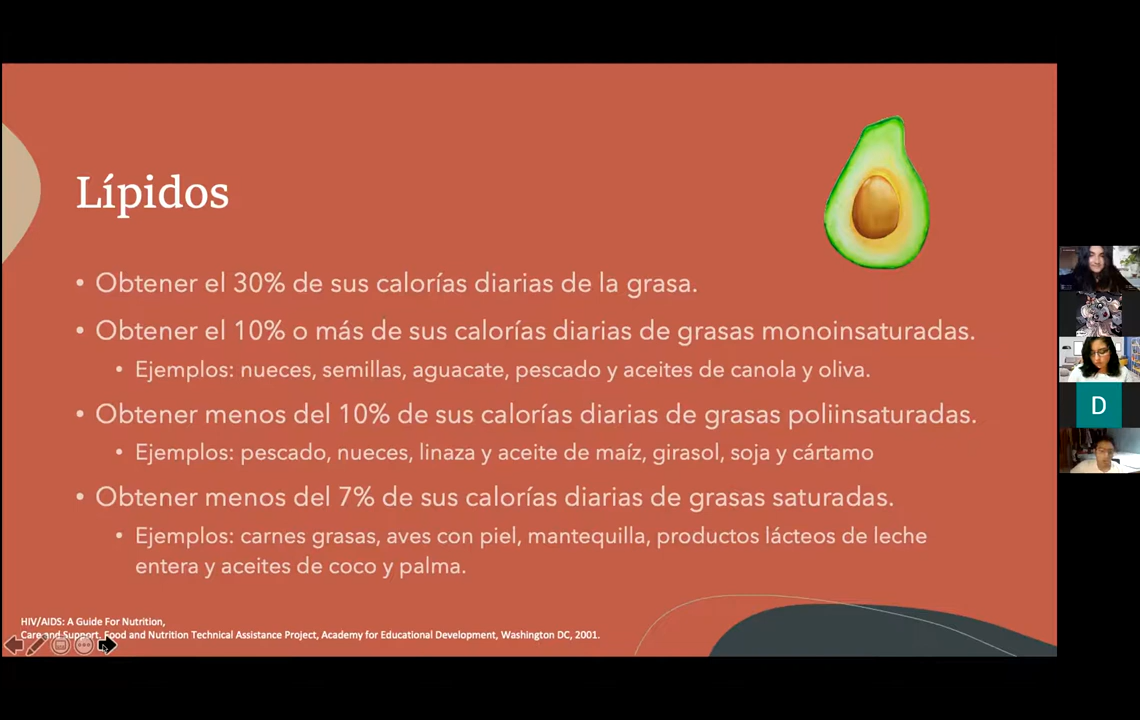 Lípidos
• Obtener el 30% de sus calorías diarias de la grasa.
• Obtener el 10% o más de sus calorías diarias de grasas monoinsaturadas.
• Ejemplos: nueces, semillas, aguacate, pescado y aceites de canola y oliva.
• Obtener menos del 10% de sus calorías diarias de grasas poliinsaturadas.
• Ejemplos: pescado, nueces, linaza y aceite de maíz, girasol, soja y cártamo
• Obtener menos del 7% de sus calorías diarias de grasas saturadas.
• Ejemplos: carnes grasas, aves con piel, mantequilla, productos lácteos de leche
entera y aceites de coco y palma.
HIV/AIDS: A Guide For Nutrition,
Care and Support. Food and Nutrition Technical Assistance Project, Academy for Educational Development, Washington DC, 2001.
D